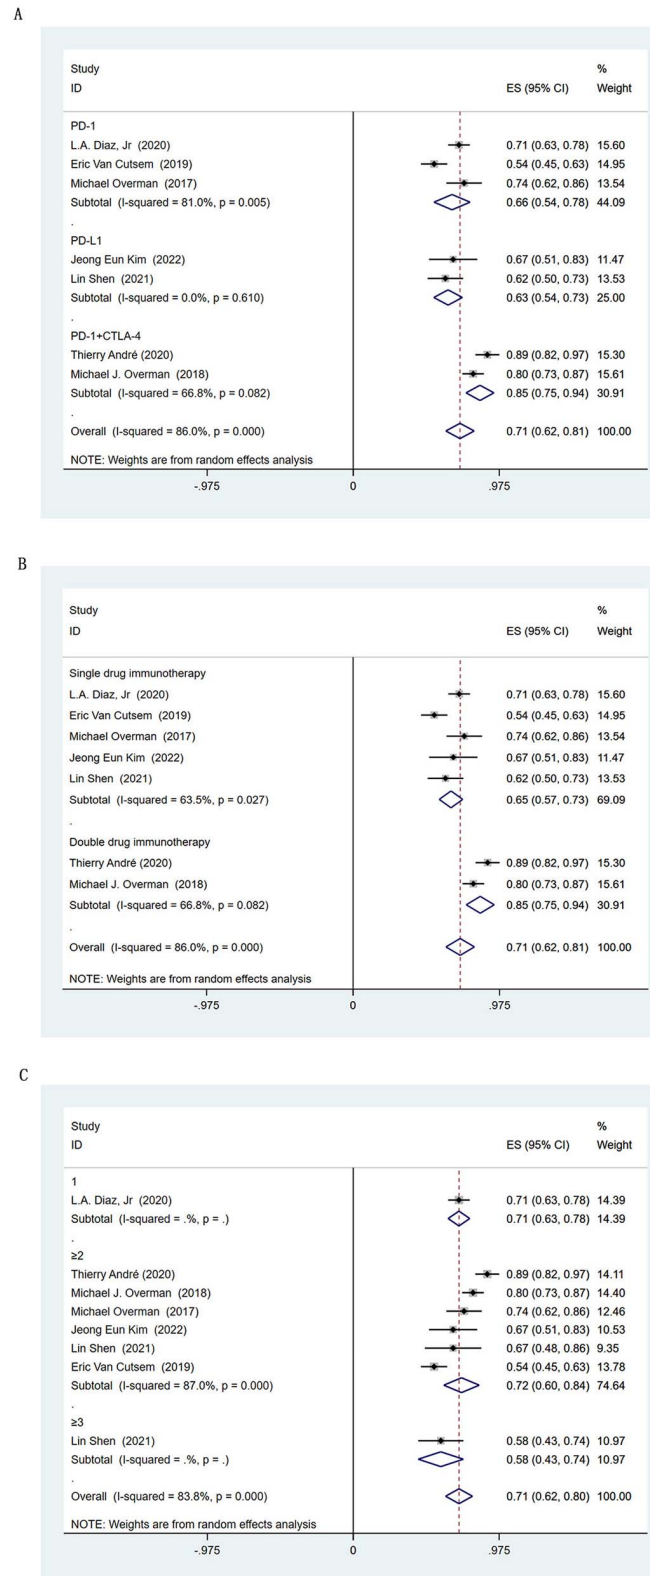 A
Study %
ID ES (95% CI) Weight
PD-1
L.A. Diaz, Jr (2020) 0.71 (0.63, 0.78) 15.60
Eric Van Cutsem (2019) 0.54 (0.45, 0.63) 14.95
Michael Overman (2017) 0.74 (0.62, 0.86) 13.54
Subtotal (I-squared = 81.0%, p = 0.005) 0.66 (0.54, 0.78) 44.09
.
PD-L1
Jeong Eun Kim (2022) 0.67 (0.51, 0.83) 11.47
Lin Shen (2021) 0.62 (0.50, 0.73) 13.53
Subtotal (I-squared = 0.0%, p = 0.610) 0.63 (0.54, 0.73) 25.00
.
PD-1+CTLA-4
Thierry André (2020) 0.89 (0.82, 0.97) 15.30
Michael J. Overman (2018) 0.80 (0.73, 0.87) 15.61
Subtotal (I-squared = 66.8%, p = 0.082) 0.85 (0.75, 0.94) 30.91
.
Overall (I-squared = 86.0%, p = 0.000) 0.71 (0.62, 0.81) 100.00
NOTE: Weights are from random effects analysis
-.975 0 .975
B
Study %
ID ES (95% CI) Weight
Single drug immunotherapy
L.A. Diaz, Jr (2020) 0.71 (0.63, 0.78) 15.60
Eric Van Cutsem (2019) 0.54 (0.45, 0.63) 14.95
Michael Overman (2017) 0.74 (0.62, 0.86) 13.54
Jeong Eun Kim (2022) 0.67 (0.51, 0.83) 11.47
Lin Shen (2021) 0.62 (0.50, 0.73) 13.53
Subtotal (I-squared = 63.5%, p = 0.027) 0.65 (0.57, 0.73) 69.09
.
Double drug immunotherapy
Thierry André (2020) 0.89 (0.82, 0.97) 15.30
Michael J. Overman (2018) 0.80 (0.73, 0.87) 15.61
Subtotal (I-squared = 66.8%, p = 0.082) 0.85 (0.75, 0.94) 30.91
.
Overall (I-squared = 86.0%, p = 0.000) 0.71 (0.62, 0.81) 100.00
NOTE: Weights are from random effects analysis
-.975 0 .975
C
Study %
ID ES (95% CI) Weight
1
L.A. Diaz, Jr (2020) 0.71 (0.63, 0.78) 14.39
Subtotal (I-squared = .%, p = .) 0.71 (0.63, 0.78) 14.39
.
≥2
Thierry André (2020) 0.89 (0.82, 0.97) 14.11
Michael J. Overman (2018) 0.80 (0.73, 0.87) 14.40
Michael Overman (2017) 0.74 (0.62, 0.86) 12.46
Jeong Eun Kim (2022) 0.67 (0.51, 0.83) 10.53
Lin Shen (2021) 0.67 (0.48, 0.86) 9.35
Eric Van Cutsem (2019) 0.54 (0.45, 0.63) 13.78
Subtotal (I-squared = 87.0%, p = 0.000) 0.72 (0.60, 0.84) 74.64
.
≥3
Lin Shen (2021) 0.58 (0.43, 0.74) 10.97
Subtotal (I-squared = .%, p = .) 0.58 (0.43, 0.74) 10.97
.
Overall (I-squared = 83.8%, p = 0.000) 0.71 (0.62, 0.80) 100.00
NOTE: Weights are from random effects analysis
-.975 0 .975